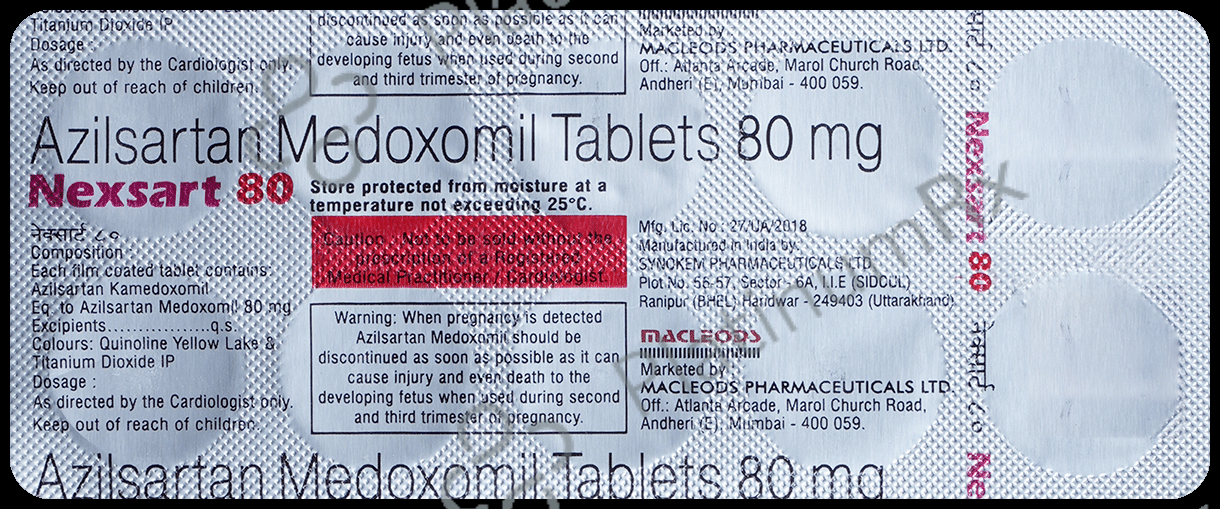 Titanium Dioxide IP
Dosage :
As directed by the Cardiologist only.
Keep out of reach of children.
discontinued as soon as possible as it can
cause injury and even death to the
developing fetus when used during second
and third trimester of pregnancy.
Marketed by :
MACLEODS PHARMACEUTICALS LTD.
Off.: Atlanta Arcade, Marol Church Road,
Andheri (E), Mumbai - 400 059.
Azilsartan Medoxomil Tablets 80 mg
Nexsart 80
नेक्सार्ट ८०
Composition :
Each film coated tablet contains:
Azilsartan Kamedoxomil
Eq. to Azilsartan Medoxomil 80 mg
Excipients................q.s.
Colours: Quinoline Yellow Lake &
Titanium Dioxide IP
Dosage :
As directed by the Cardiologist only.
Keep out of reach of children.
Store protected from moisture at a
temperature not exceeding 25°C.
Caution : Not to be sold without the
prescription of a Registered
Medical Practitioner / Cardiologist
Warning: When pregnancy is detected
Azilsartan Medoxomil should be
discontinued as soon as possible as it can
cause injury and even death to the
developing fetus when used during second
and third trimester of pregnancy.
Mfg. Lic. No : 27/UA/2018
Manufactured in India by:
SYNOKEM PHARMACEUTICALS LTD
Plot No. 56-57, Sector - 6A, I.I.E (SIDCUL)
Ranipur (BHEL) Haridwar - 249403 (Uttarakhand)
MACLEODS
Marketed by :
MACLEODS PHARMACEUTICALS LTD.
Off.: Atlanta Arcade, Marol Church Road,
Andheri (E), Mumbai - 400 059.
Azilsartan Medoxomil Tablets 80 mg
Nexsart 80
नेक्सार्ट ८०
Ne
PlatinumRx